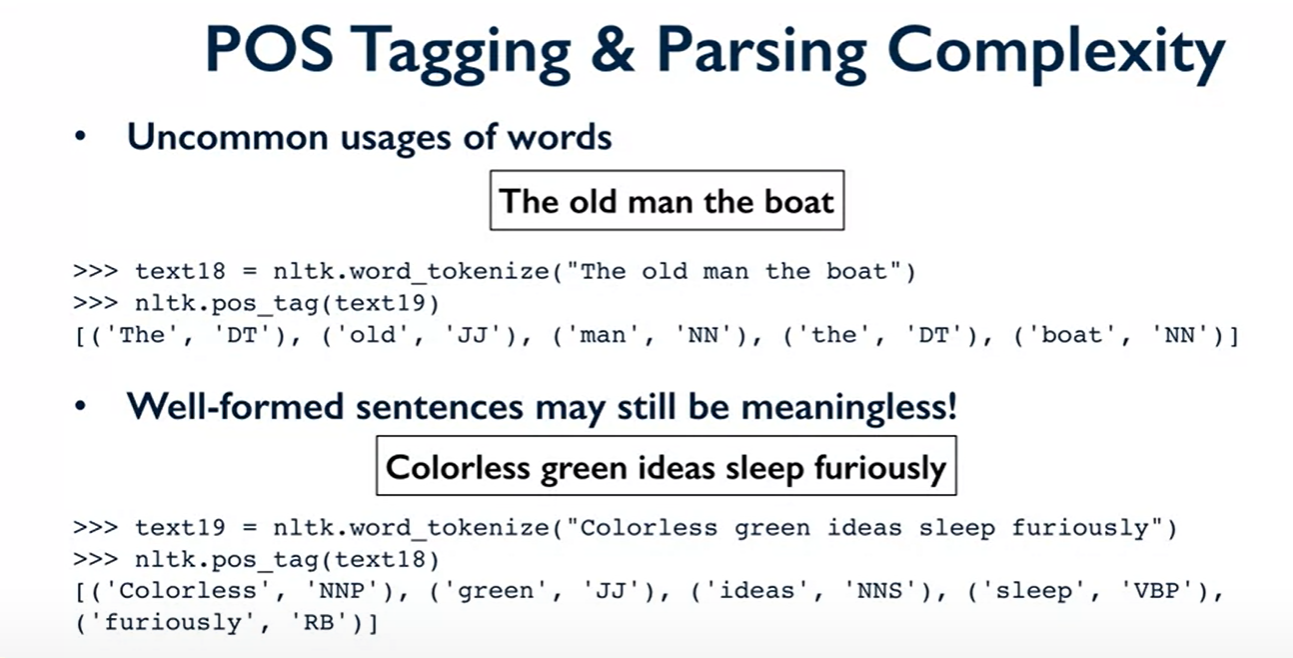 POS Tagging & Parsing Complexity
• Uncommon usages of words
The old man the boat
>>> text18 = nltk.word_tokenize("The old man the boat")
>>> nltk.pos_tag(text19)
[('The', 'DT'), ('old', 'JJ'), ('man', 'NN'), ('the', 'DT'), ('boat', 'NN')]
• Well-formed sentences may still be meaningless!
Colorless green ideas sleep furiously
>>> text19 = nltk.word_tokenize("Colorless green ideas sleep furiously")
>>> nltk.pos_tag(text18)
[('Colorless', 'NNP'), ('green', 'JJ'), ('ideas', 'NNS'), ('sleep', 'VBP'),
('furiously', 'RB')]